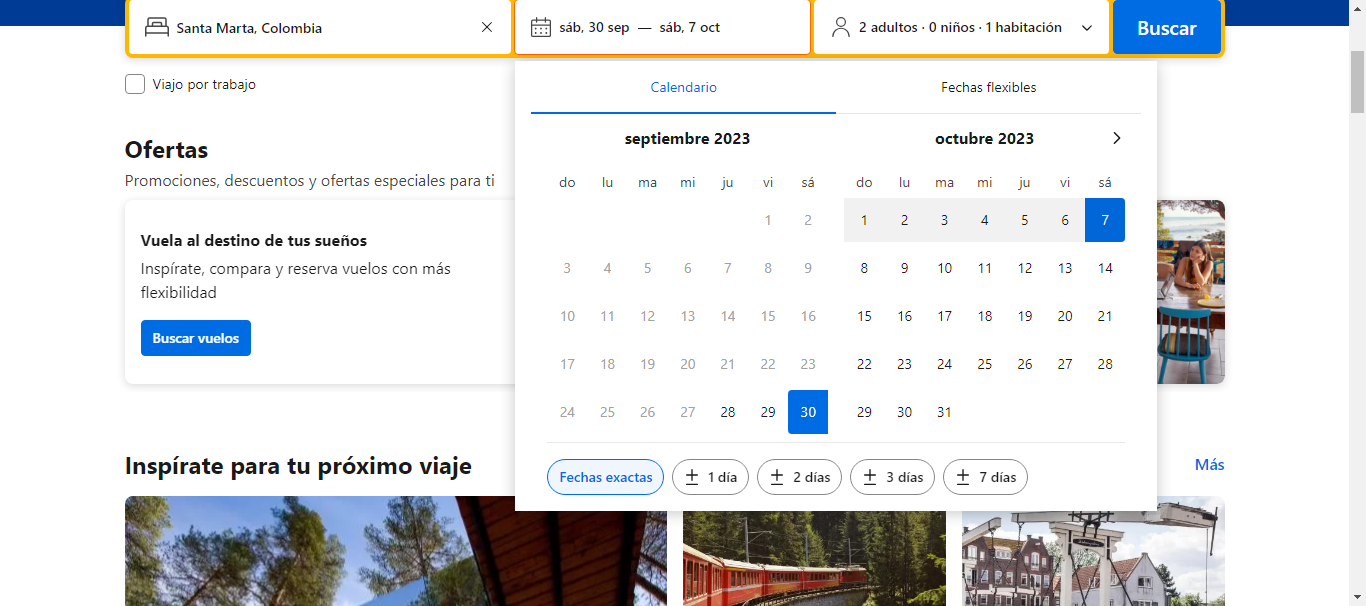 Santa Marta, Colombia
sáb, 30 sep — sáb, 7 oct
2 adultos · 0 niños · 1 habitación
Buscar
Viajo por trabajo
Calendario
Fechas flexibles
septiembre 2023
do lu ma mi ju vi sá
1 2
3 4 5 6 7 8 9
10 11 12 13 14 15 16
17 18 19 20 21 22 23
24 25 26 27 28 29 30
octubre 2023
do lu ma mi ju vi sá
1 2 3 4 5 6 7
8 9 10 11 12 13 14
15 16 17 18 19 20 21
22 23 24 25 26 27 28
29 30 31
Fechas exactas
± 1 día
± 2 días
± 3 días
± 7 días
Ofertas
Promociones, descuentos y ofertas especiales para ti
Vuela al destino de tus sueños
Inspírate, compara y reserva vuelos con más
flexibilidad
Buscar vuelos
Inspírate para tu próximo viaje
Más